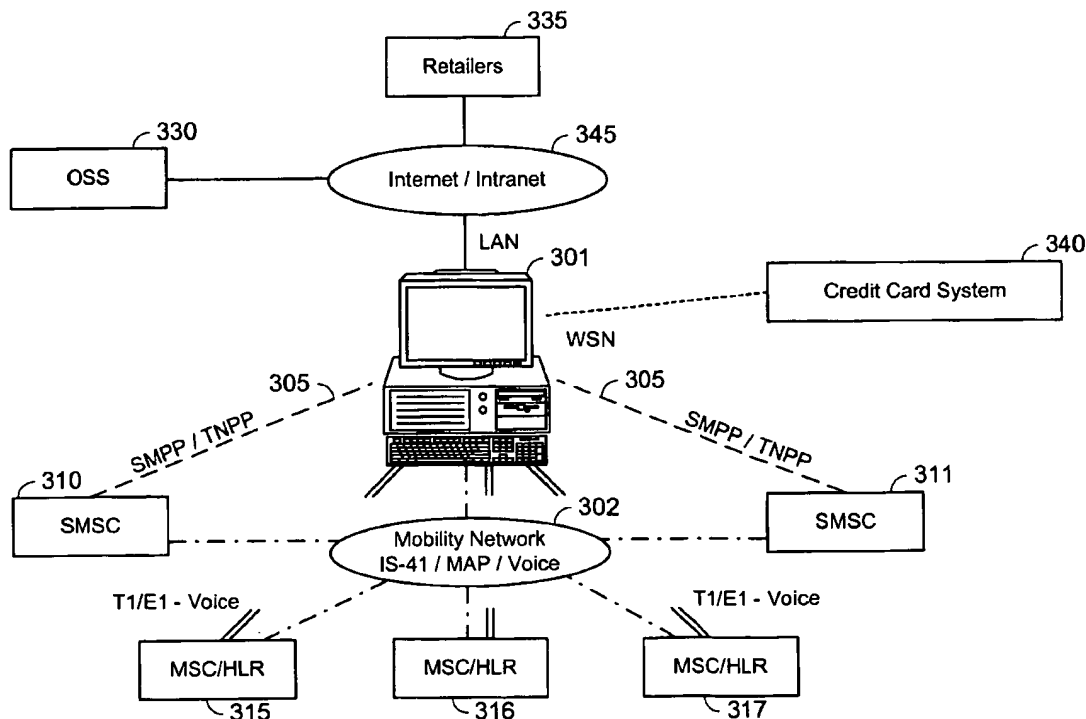 335
Retailers
330
345
OSS
Internet / Intranet
LAN
301
340
Credit Card System
WSN
305
305
SMPP / TNPP
SMPP / TNPP
310
311
SMSC
302
SMSC
Mobility Network
IS-41 / MAP / Voice
T1/E1 - Voice
T1/E1 - Voice
MSC/HLR
MSC/HLR
MSC/HLR
315
316
317